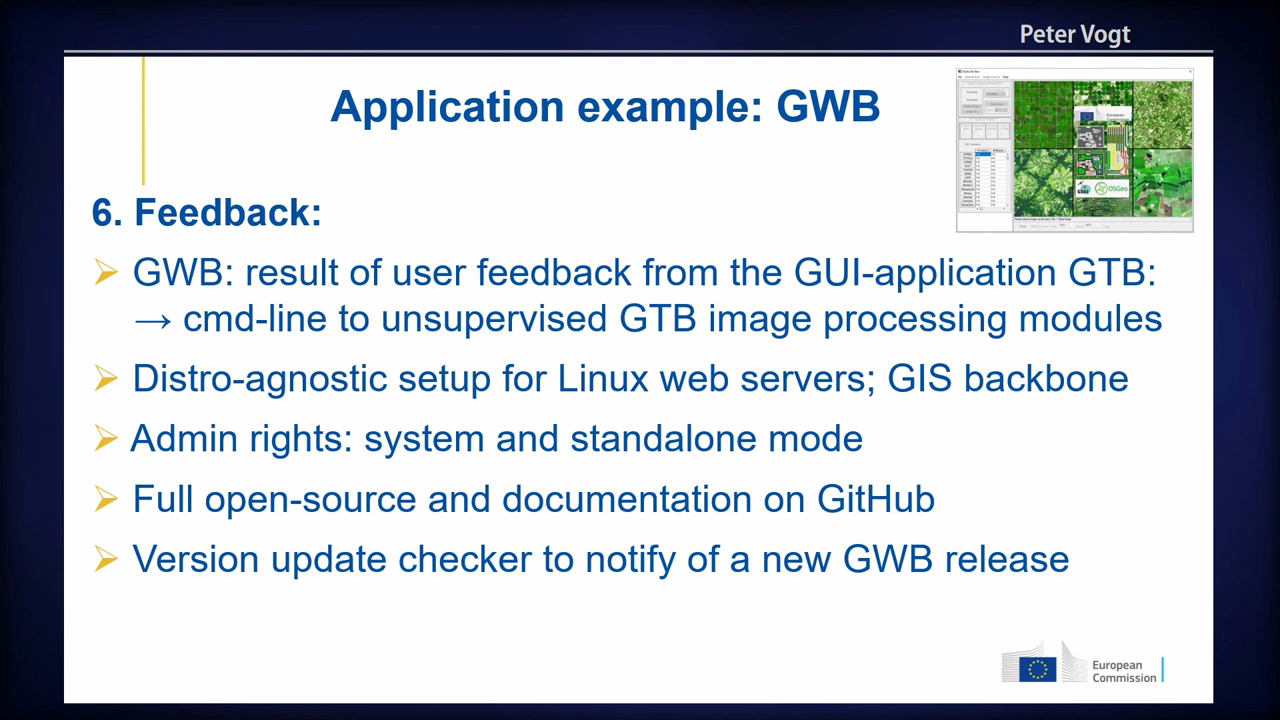 Peter Vogt
Application example: GWB
European
Commission
OSGeo
6. Feedback:
GWB: result of user feedback from the GUI-application GTB:
→ cmd-line to unsupervised GTB image processing modules
Distro-agnostic setup for Linux web servers; GIS backbone
Admin rights: system and standalone mode
Full open-source and documentation on GitHub
Version update checker to notify of a new GWB release
European
Commission